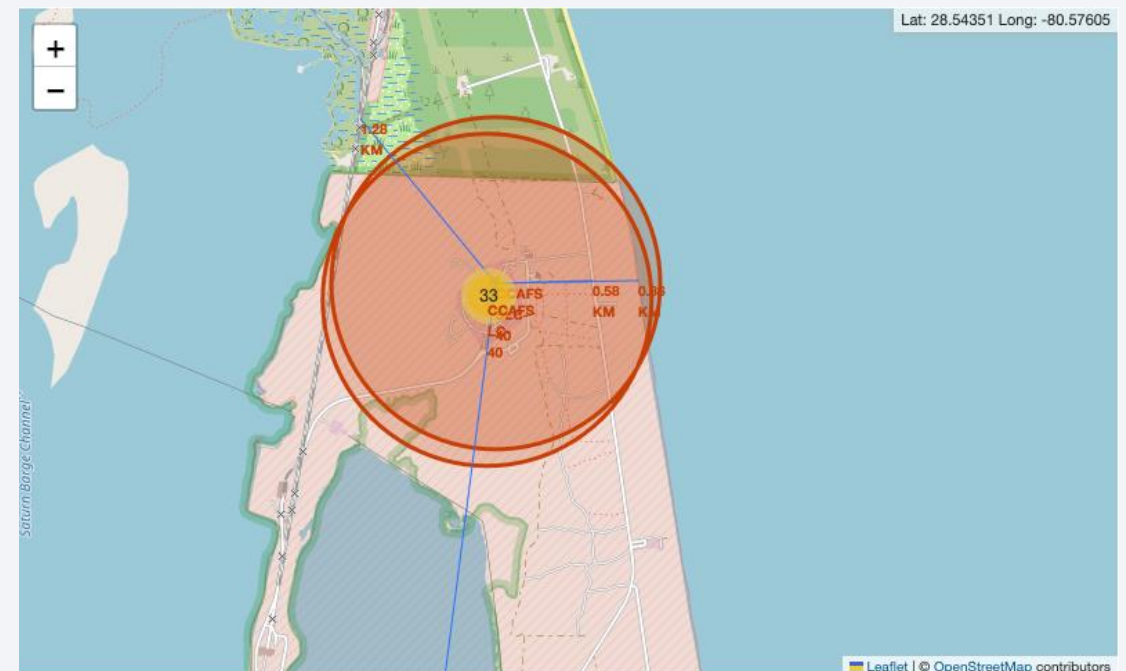 +
−
Lat: 28.54351 Long: -80.57605
1.28
KM
33
CAFS
CCAFS
LC
40
40
0.58
KM
0.86
KM
Saturn Barge Channel
Leaflet | © OpenStreetMap contributors